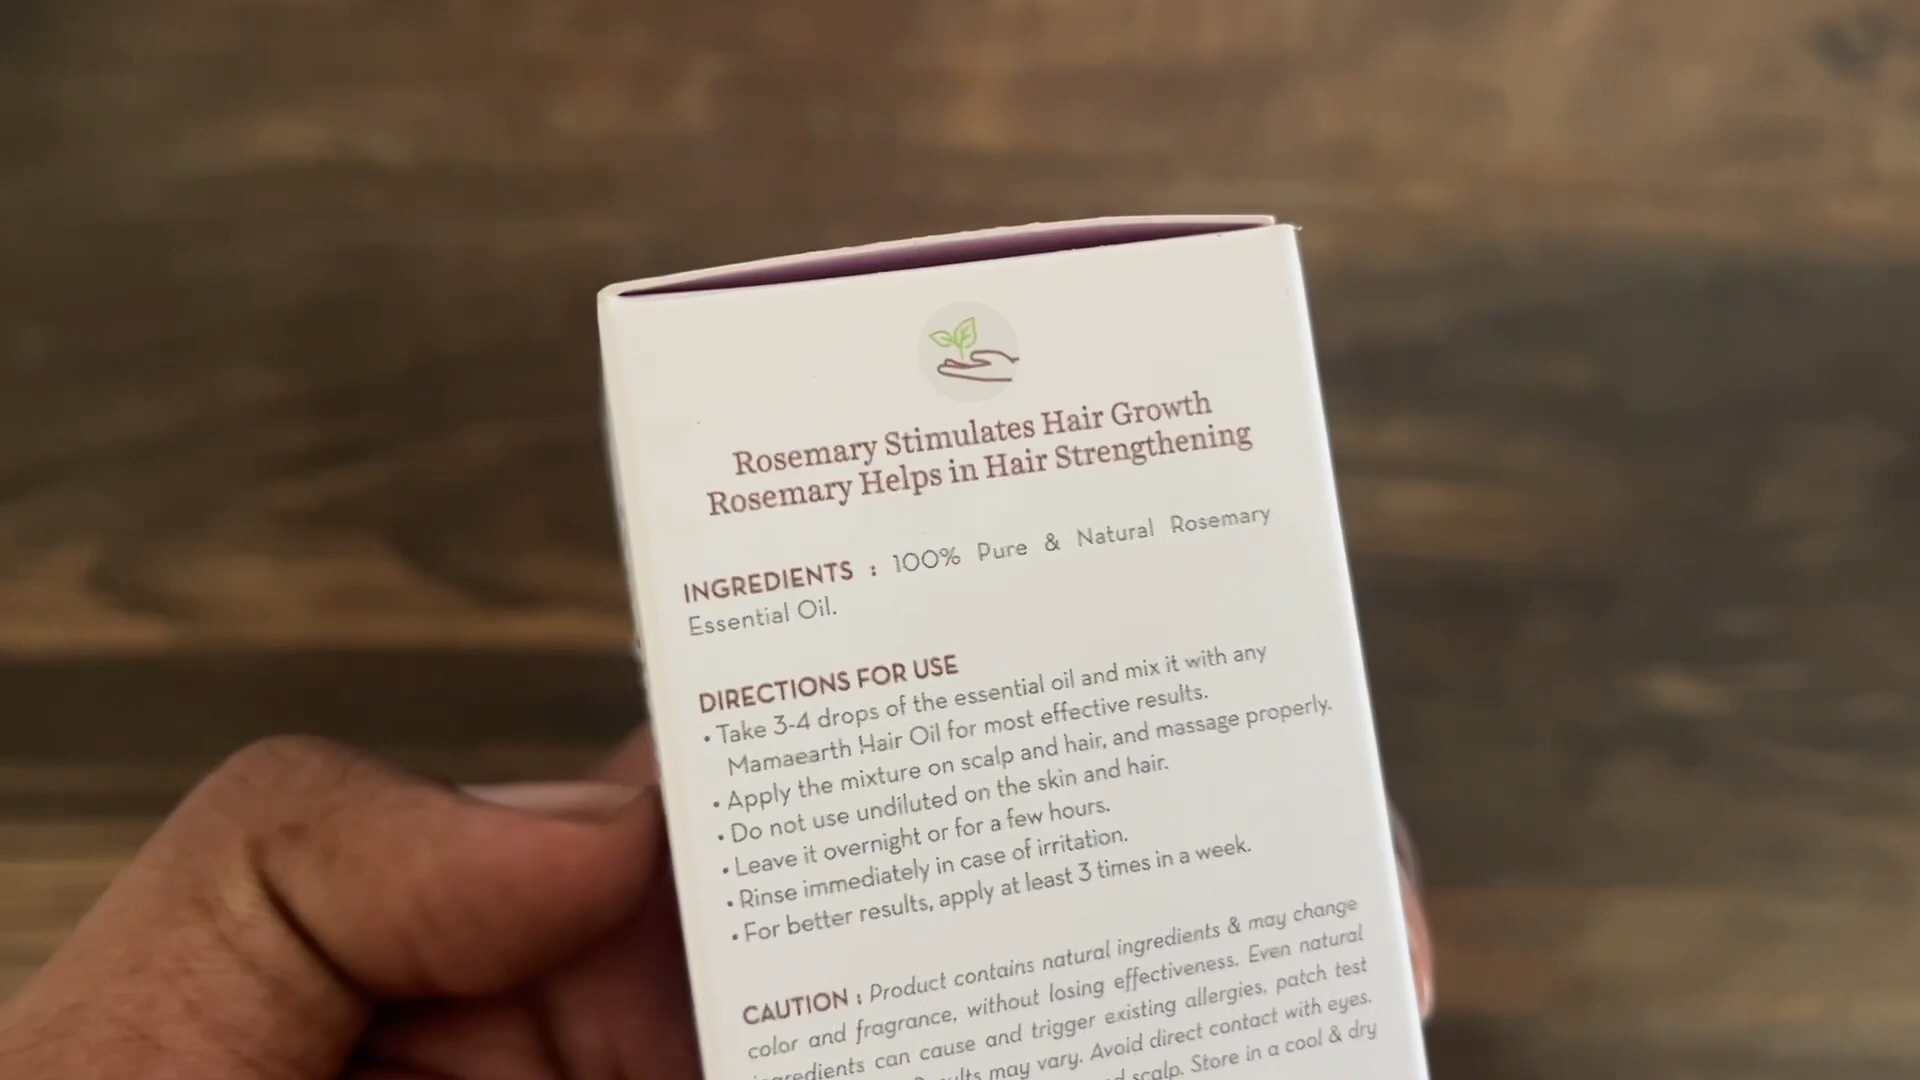 Rosemary Stimulates Hair Growth
Rosemary Helps in Hair Strengthening
INGREDIENTS : 100% Pure & Natural Rosemary
Essential Oil.
DIRECTIONS FOR USE
• Take 3-4 drops of the essential oil and mix it with any
Mamaearth Hair Oil for most effective results.
• Apply the mixture on scalp and hair, and massage properly.
• Do not use undiluted on the skin and hair.
• Leave it overnight or for a few hours.
• Rinse immediately in case of irritation.
• For better results, apply at least 3 times in a week.
CAUTION : Product contains natural ingredients & may change
color and fragrance, without losing effectiveness. Even natural
ingredients can cause and trigger existing allergies, patch test
may vary. Avoid direct contact with eyes.
scalp. Store in a cool & dry